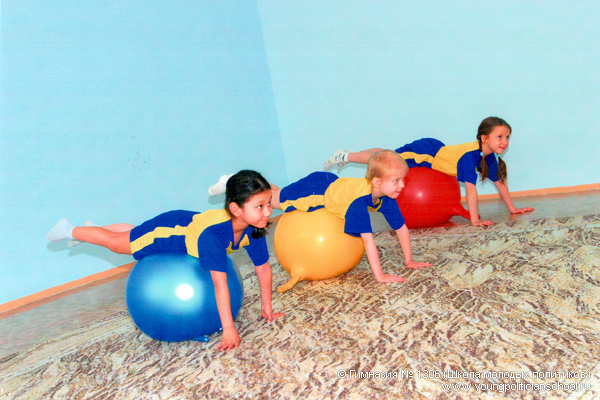 © Гимназия № 1306 (Школа молодых политиков)
www.youngpoliticianschool.ru